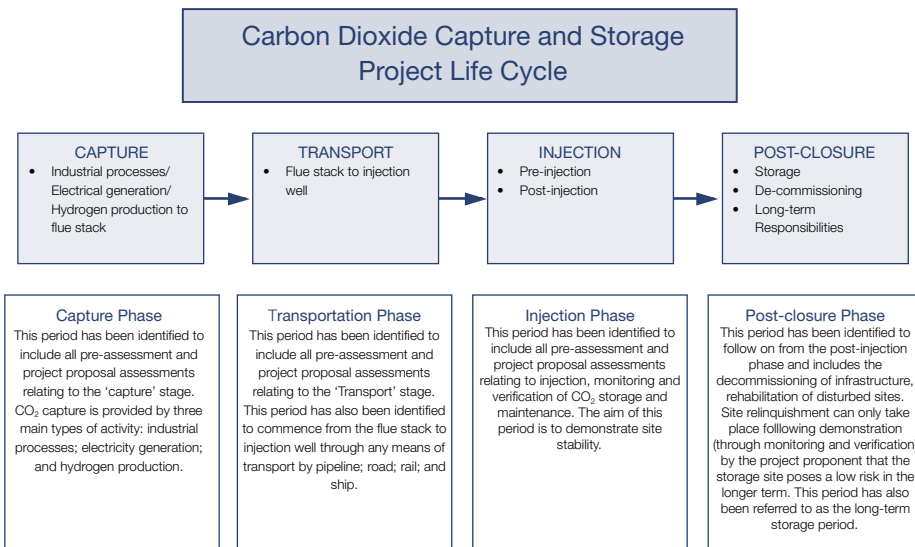 Carbon Dioxide Capture and Storage
Project Life Cycle
CAPTURE
• Industrial processes/
Electrical generation/
Hydrogen production to
flue stack
TRANSPORT
• Flue stack to injection
well
INJECTION
• Pre-injection
• Post-injection
POST-CLOSURE
• Storage
• De-commissioning
• Long-term
Responsibilities
Capture Phase
This period has been identified to
include all pre-assessment and
project proposal assessments
relating to the ‘capture’ stage.
CO₂ capture is provided by three
main types of activity: industrial
processes; electricity generation;
and hydrogen production.
Transportation Phase
This period has been identified to
include all pre-assessment and
project proposal assessments
relating to the ‘Transport’ stage.
This period has also been identified
to commence from the flue stack to
injection well through any means of
transport by pipeline; road; rail; and
ship.
Injection Phase
This period has been identified to
include all pre-assessment and
project proposal assessments
relating to injection, monitoring and
verification of CO₂ storage and
maintenance. The aim of this
period is to demonstrate site
stability.
Post-closure Phase
This period has been identified to
follow on from the post-injection
phase and includes the
decommissioning of infrastructure,
rehabilitation of disturbed sites.
Site relinquishment can only take
place folllowing demonstration
(through monitoring and verification)
by the project proponent that the
storage site poses a low risk in the
longer term. This period has also
been referred to as the long-term
storage period.